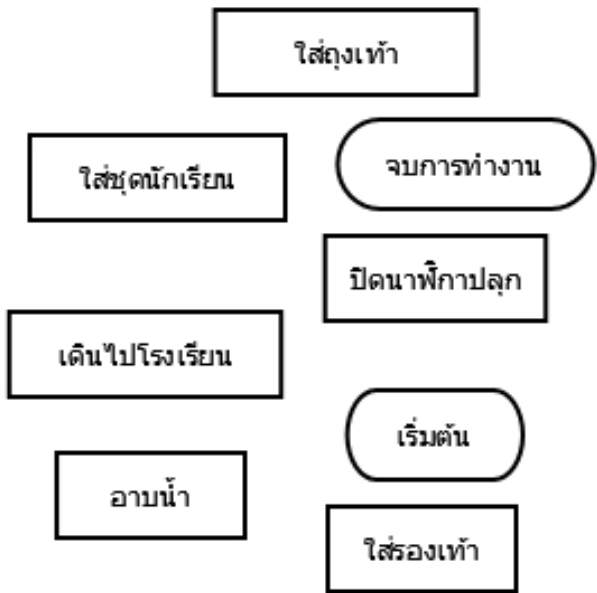 ใส่ถุงเท้า
จบการทำงาน
ใส่ชุดนักเรียน
ปิดนาฬิกาปลุก
เดินไปโรงเรียน
เริ่มต้น
อาบน้ำ
ใส่รองเท้า